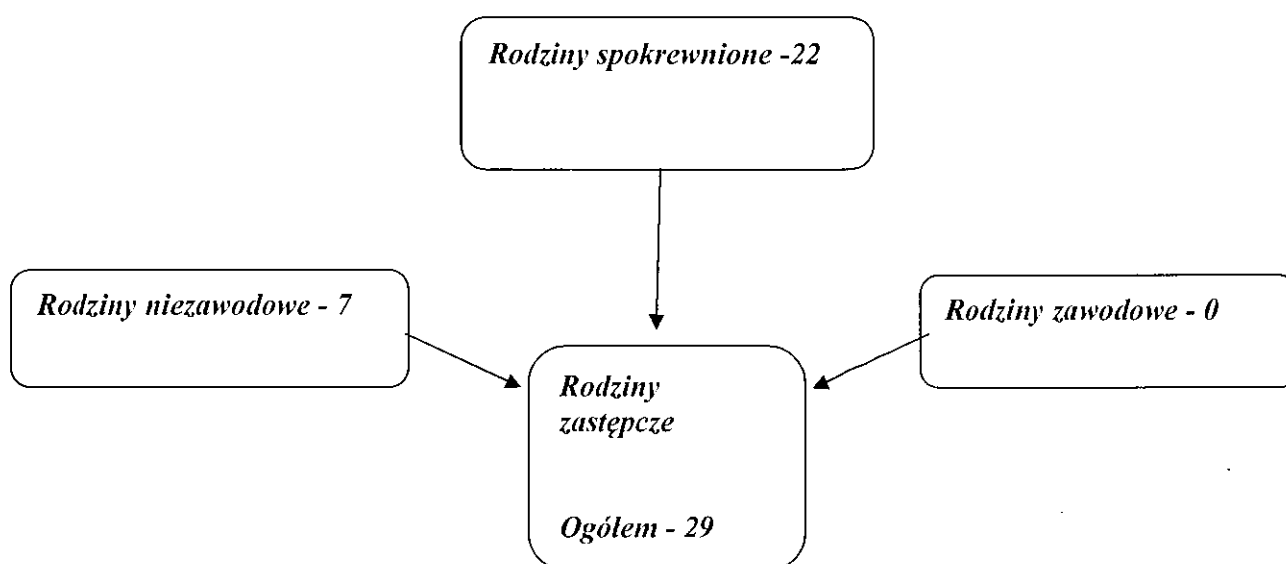 Rodziny spokrewnione -22
Rodziny niezawodowe - 7
Rodziny zawodowe - 0
Rodziny
zastępcze
Ogółem - 29